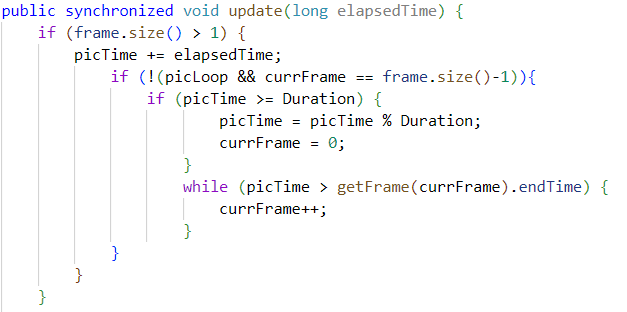 public synchronized void update(long elapsedTime) {
    if (frame.size() > 1) {
        picTime += elapsedTime;
            if (!(picLoop && currFrame == frame.size()-1)){
                if (picTime >= Duration) {
                        picTime = picTime % Duration;
                        currFrame = 0;
                    }
                    while (picTime > getFrame(currFrame).endTime) {
                        currFrame++;
                    }
            }
        }
    }